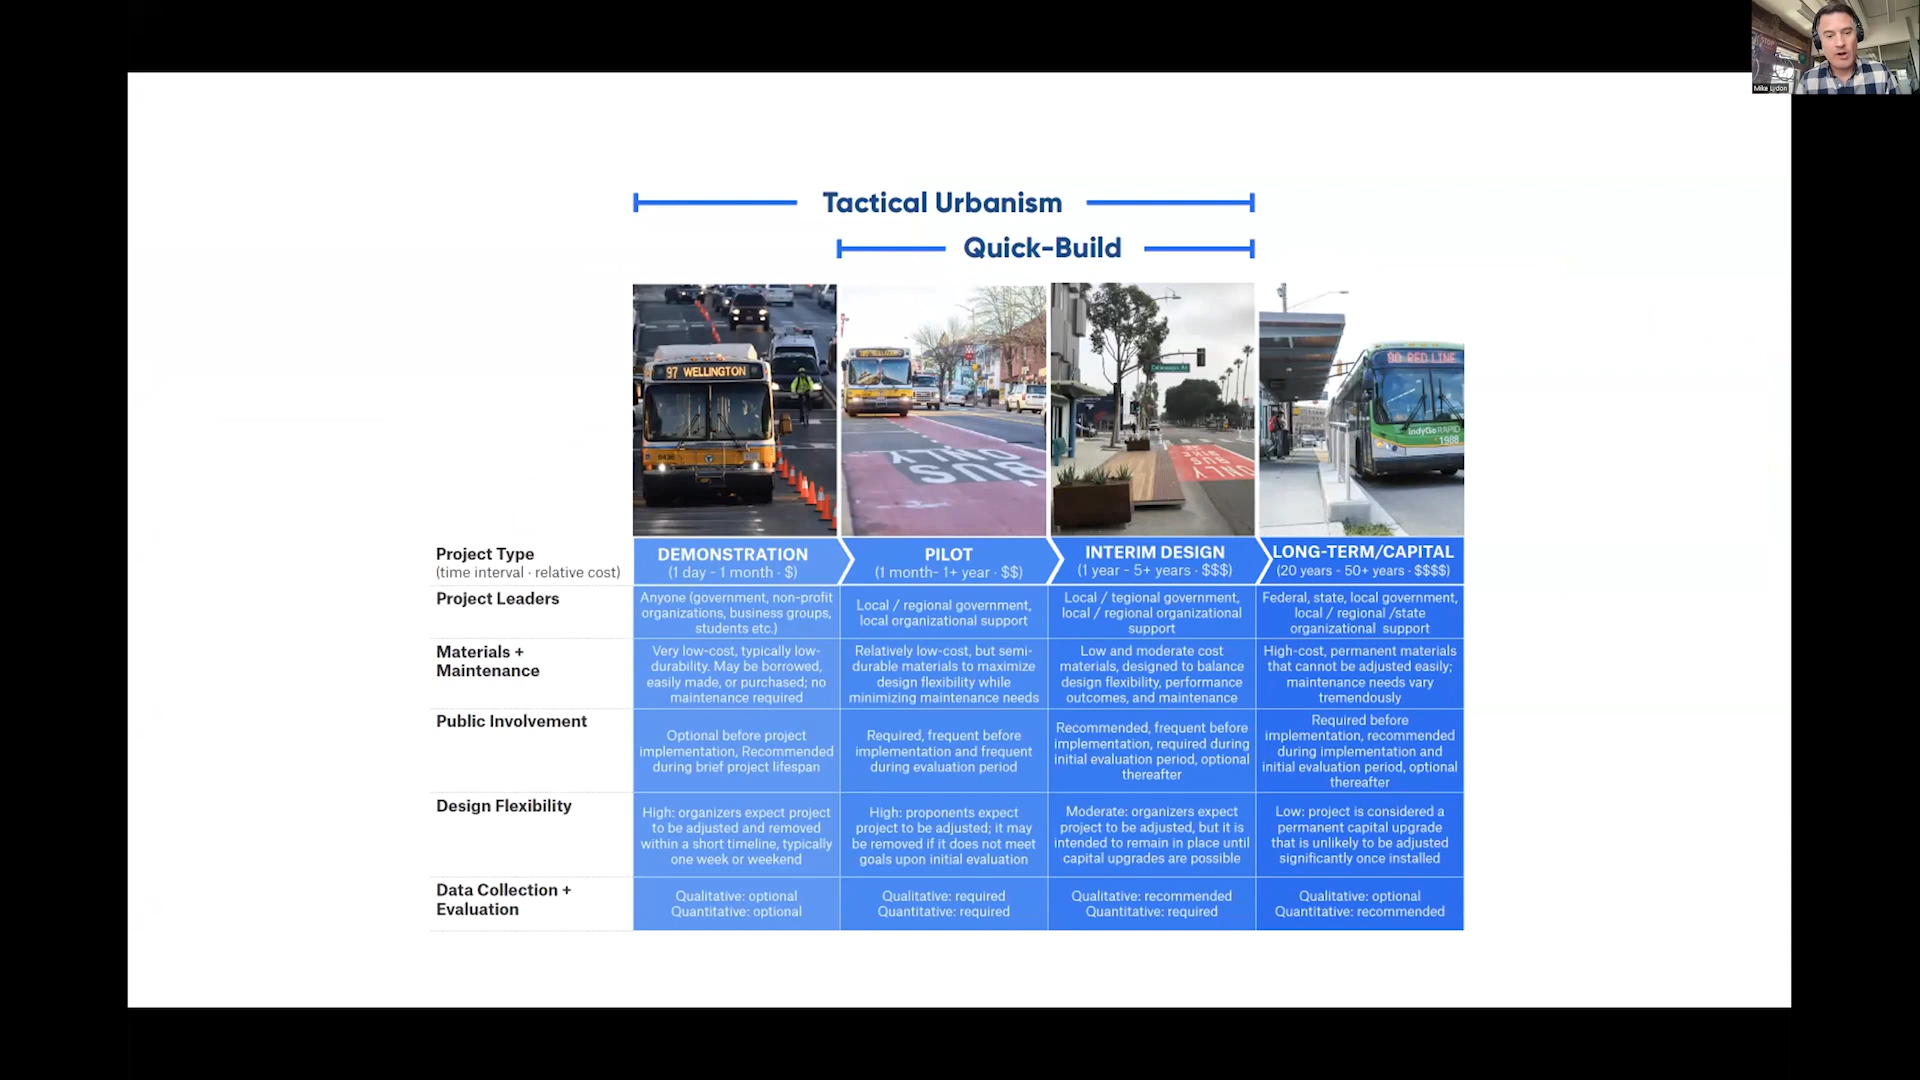 Mike Lydon
Tactical Urbanism
Quick-Build
97 WELLINGTON
BUS
ONLY
80 RED LINE
IndyGo RAPID
1988
Project Type
(time interval · relative cost)
DEMONSTRATION
(1 day - 1 month · $)
PILOT
(1 month- 1+ year · $$)
INTERIM DESIGN
(1 year - 5+ years · $$$)
LONG-TERM/CAPITAL
(20 years - 50+ years · $$$$)
Project Leaders
Anyone (government, non-profit
organizations, business groups,
students etc.)
Local / regional government,
local organizational support
Local / tegional government,
local / regional organizational
support
Federal, state, local government,
local / regional /state
organizational support
Materials +
Maintenance
Very low-cost, typically low-
durability. May be borrowed,
easily made, or purchased; no
maintenance required
Relatively low-cost, but semi-
durable materials to maximize
design flexibility while
minimizing maintenance needs
Low and moderate cost
materials, designed to balance
design flexibility, performance
outcomes, and maintenance
High-cost, permanent materials
that cannot be adjusted easily;
maintenance needs vary
tremendously
Public Involvement
Optional before project
implementation, Recommended
during brief project lifespan
Required, frequent before
implementation and frequent
during evaluation period
Recommended, frequent before
implementation, required during
initial evaluation period, optional
thereafter
Required before
implementation, recommended
during implementation and
initial evaluation period, optional
thereafter
Design Flexibility
High: organizers expect project
to be adjusted and removed
within a short timeline, typically
one week or weekend
High: proponents expect
project to be adjusted; it may
be removed if it does not meet
goals upon initial evaluation
Moderate: organizers expect
project to be adjusted, but it is
intended to remain in place until
capital upgrades are possible
Low: project is considered a
permanent capital upgrade
that is unlikely to be adjusted
significantly once installed
Data Collection +
Evaluation
Qualitative: optional
Quantitative: optional
Qualitative: required
Quantitative: required
Qualitative: recommended
Quantitative: required
Qualitative: optional
Quantitative: recommended